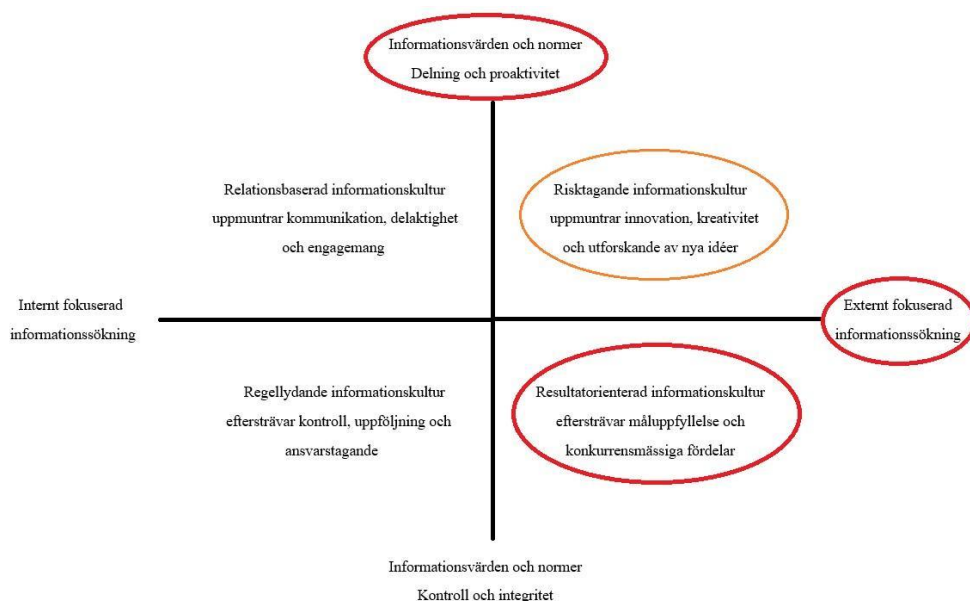 Informationsvärden och normer
Delning och proaktivitet
Relationsbaserad informationskultur
uppmuntrar kommunikation, delaktighet
och engagemang
Risktagande informationskultur
uppmuntrar innovation, kreativitet
och utforskande av nya idéer
Internt fokuserad
informationssökning
Externt fokuserad
informationssökning
Regellydande informationskultur
eftersträvar kontroll, uppföljning och
ansvarstagande
Resultatorienterad informationskultur
eftersträvar måluppfyllelse och
konkurrensmässiga fördelar
Informationsvärden och normer
Kontroll och integritet